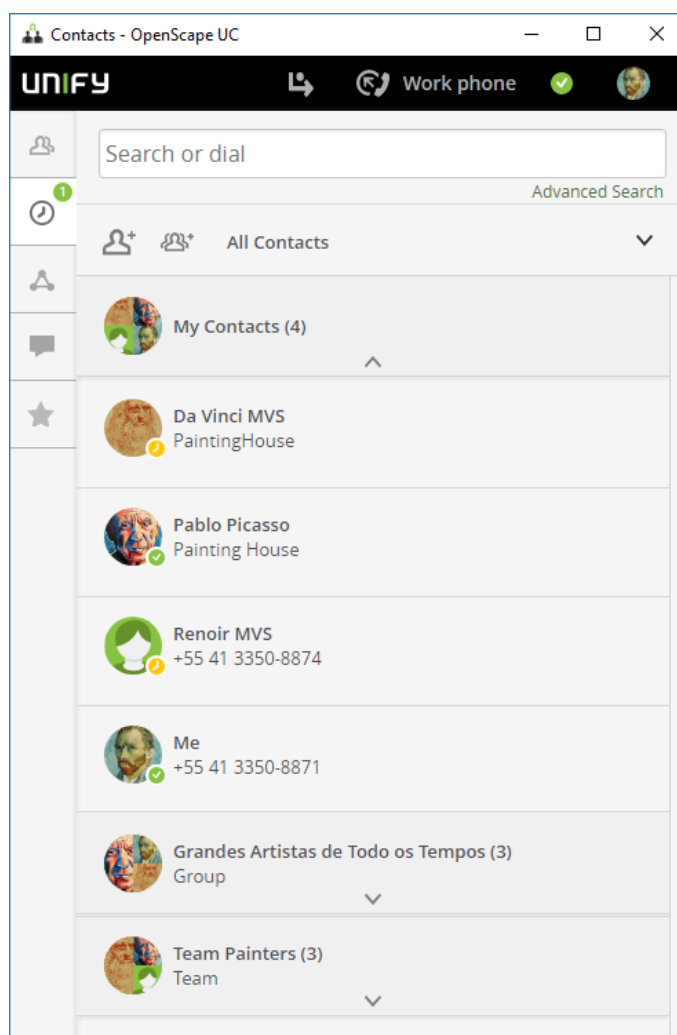 Contacts - OpenScape UC
UNIFY
Work phone
Search or dial
1
Advanced Search
All Contacts
My Contacts (4)
Da Vinci MVS
PaintingHouse
Pablo Picasso
Painting House
Renoir MVS
+55 41 3350-8874
Me
+55 41 3350-8871
Grandes Artistas de Todo os Tempos (3)
Group
Team Painters (3)
Team